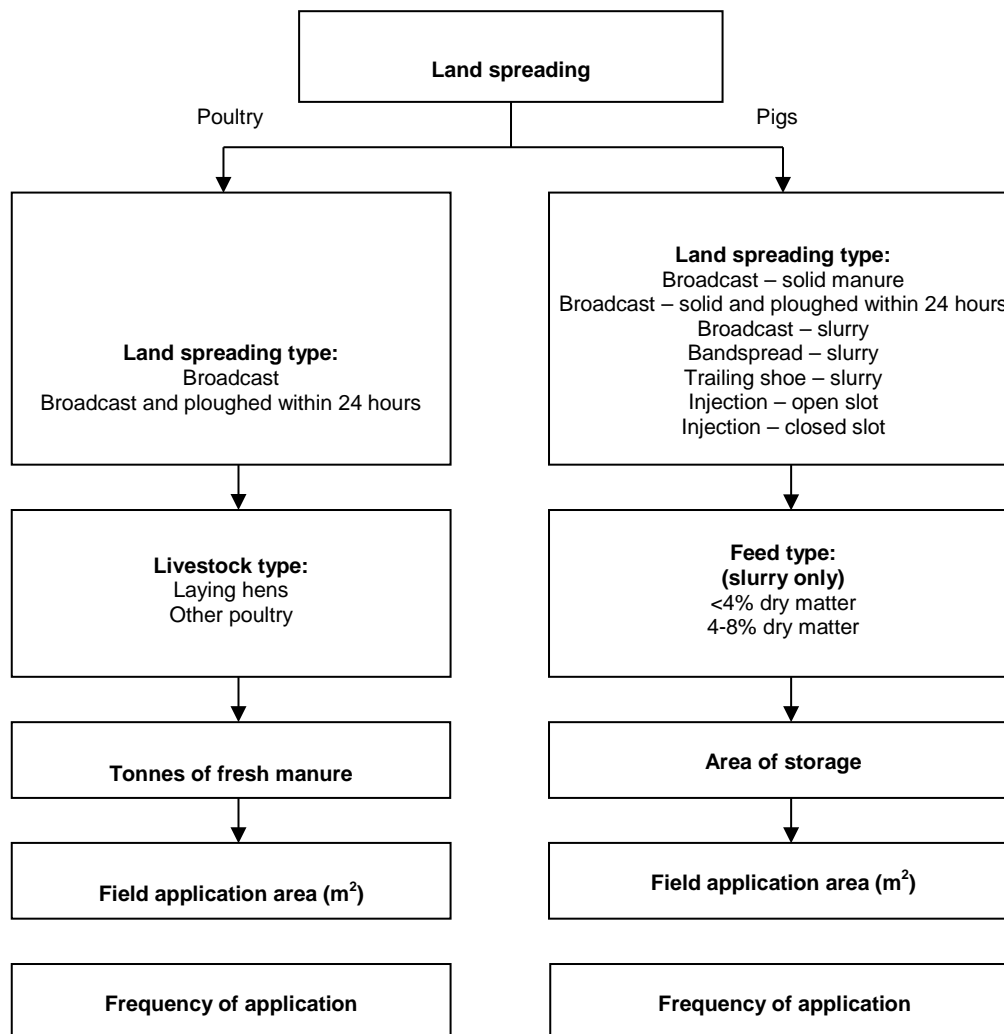 Land spreading
Poultry
Pigs
Land spreading type:
Broadcast
Broadcast and ploughed within 24 hours
Land spreading type:
Broadcast – solid manure
Broadcast – solid and ploughed within 24 hours
Broadcast – slurry
Bandspread – slurry
Trailing shoe – slurry
Injection – open slot
Injection – closed slot
Livestock type:
Laying hens
Other poultry
Feed type:
(slurry only)
<4% dry matter
4-8% dry matter
Tonnes of fresh manure
Area of storage
Field application area (m²)
Field application area (m²)
Frequency of application
Frequency of application